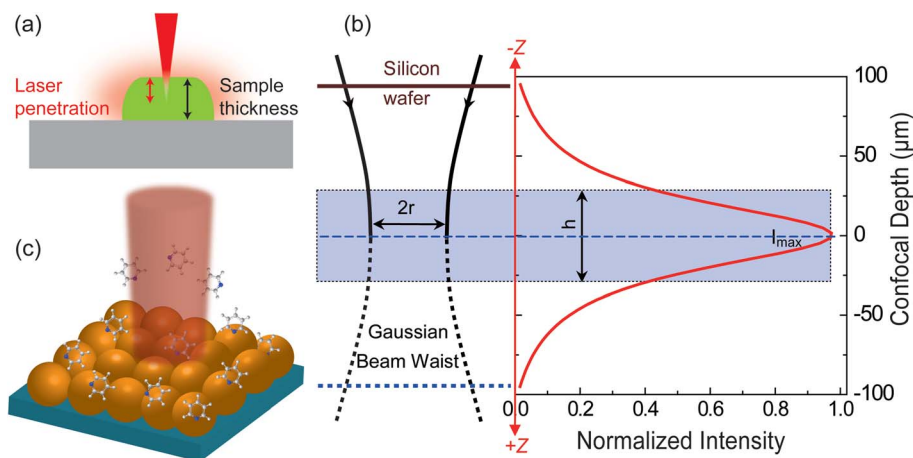 (a)
Laser
penetration
Sample
thickness
(b)
Silicon
wafer
2r
Gaussian
Beam Waist
-Z
+Z
h
I max
100
50
0
-50
-100
Confocal Depth (µm)
0.0 0.2 0.4 0.6 0.8 1.0
Normalized Intensity
(c)